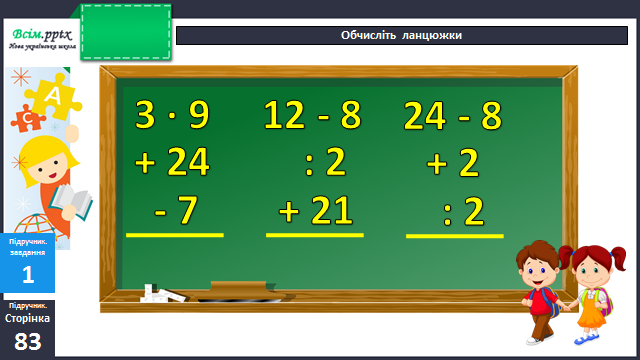 Всім.pptx
Нова українська школа
Обчисліть ланцюжки
А
С
3 · 9
+ 24
- 7
12 - 8
: 2
+ 21
24 - 8
+ 2
: 2
Підручник.
завдання
1
Підручник.
Сторінка
83